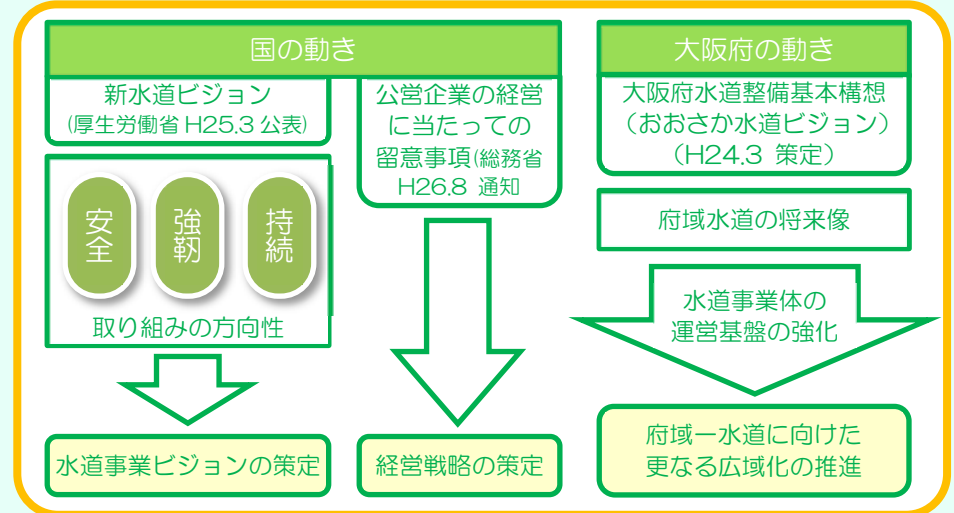 国の動き
新水道ビジョン
(厚生労働省 H25.3 公表)
安全
強靭
持続
取り組みの方向性
水道事業ビジョンの策定
公営企業の経営
に当たっての
留意事項(総務省
H26.8 通知
経営戦略の策定
大阪府の動き
大阪府水道整備基本構想
(おおさか水道ビジョン)
(H24.3 策定)
府域水道の将来像
水道事業体の
運営基盤の強化
府域一水道に向けた
更なる広域化の推進